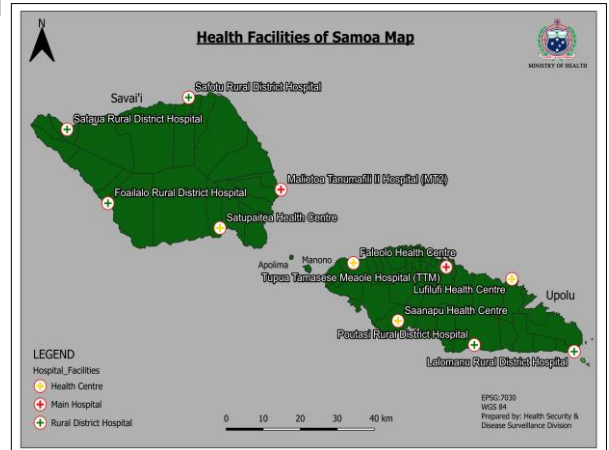 N
Health Facilities of Samoa Map
MINISTRY OF HEALTH
Safotu Rural District Hospital
Savai'i
Sataua Rural District Hospital
Malietoa Tanumafili II Hospital (MT2)
Foailalo Rural District Hospital
Satupaitea Health Centre
Apolima
Manono
Faleolo Health Centre
Tupua Tamasese Meaole Hospital (TTM)
Lufilufi Health Centre
Upolu
Saanapu Health Centre
Poutasi Rural District Hospital
Lalomanu Rural District Hospital
LEGEND
Hospital_Facilities
Health Centre
Main Hospital
Rural District Hospital
0 10 20 30 40 km
EPSG:7030
WGS 84
Prepared by: Health Security &
Disease Surveillance Division